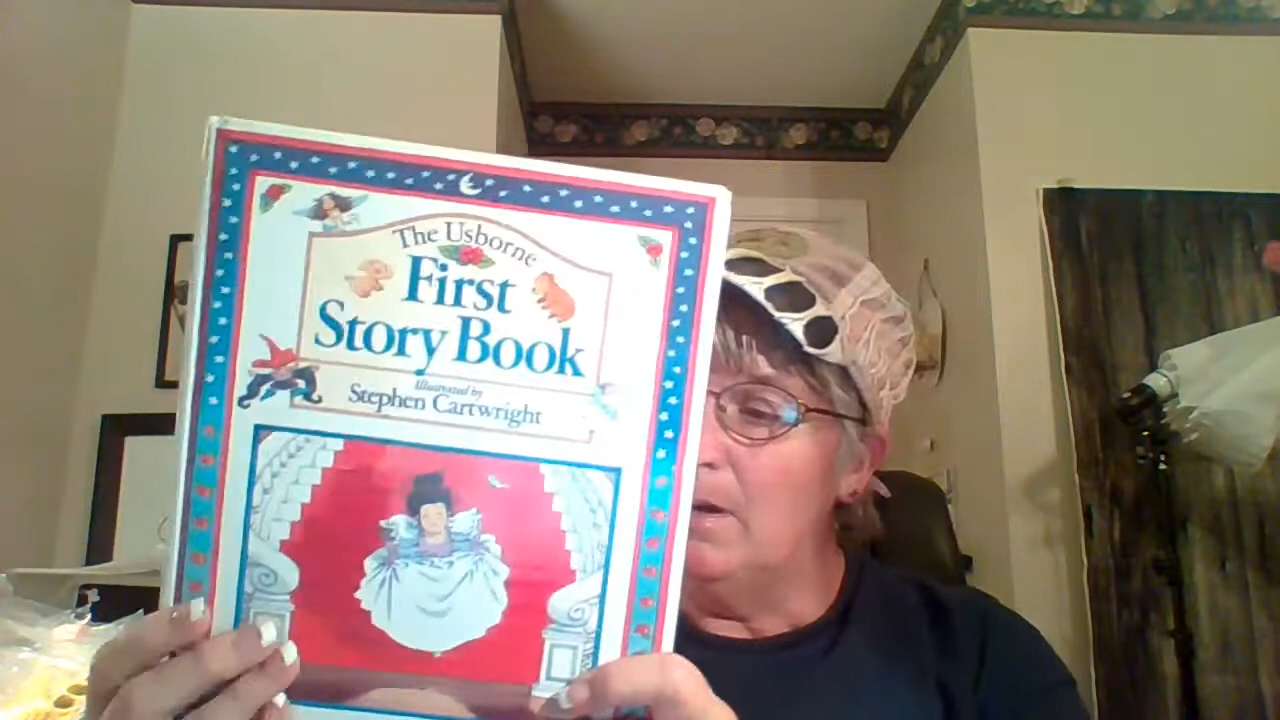 The Usborne
First
Story Book
Illustrated by
Stephen Cartwright